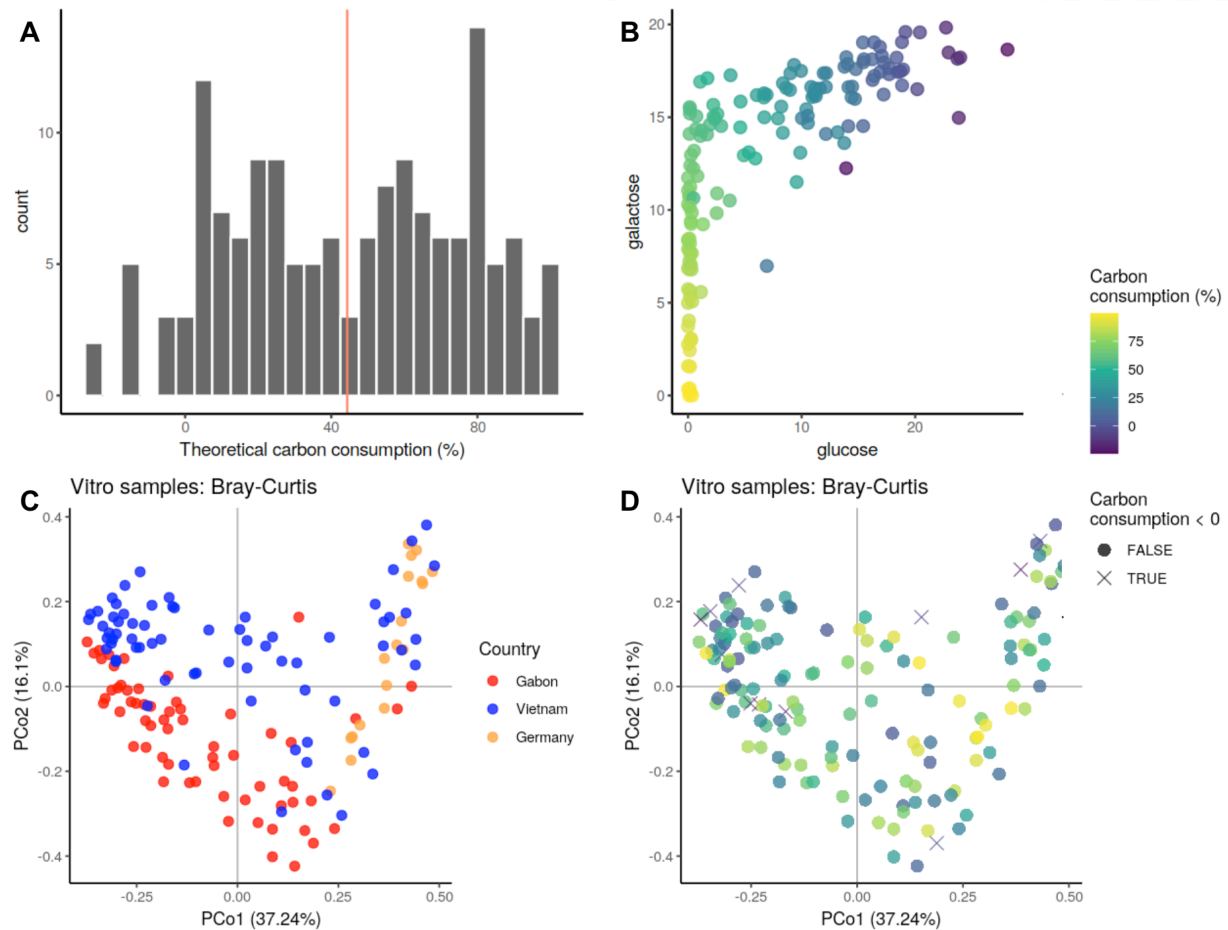 A
count
10
5
0
0
40
80
Theoretical carbon consumption (%)
B
galactose
20
15
10
5
0
0
10
20
glucose
Carbon
consumption (%)
75
50
25
0
C
Vitro samples: Bray-Curtis
PCo2 (16.1%)
0.4
0.2
0.0
-0.2
-0.4
-0.25
0.00
0.25
0.50
PCo1 (37.24%)
Country
Gabon
Vietnam
Germany
D
Vitro samples: Bray-Curtis
PCo2 (16.1%)
0.4
0.2
0.0
-0.2
-0.4
-0.25
0.00
0.25
0.50
PCo1 (37.24%)
Carbon
consumption < 0
FALSE
TRUE